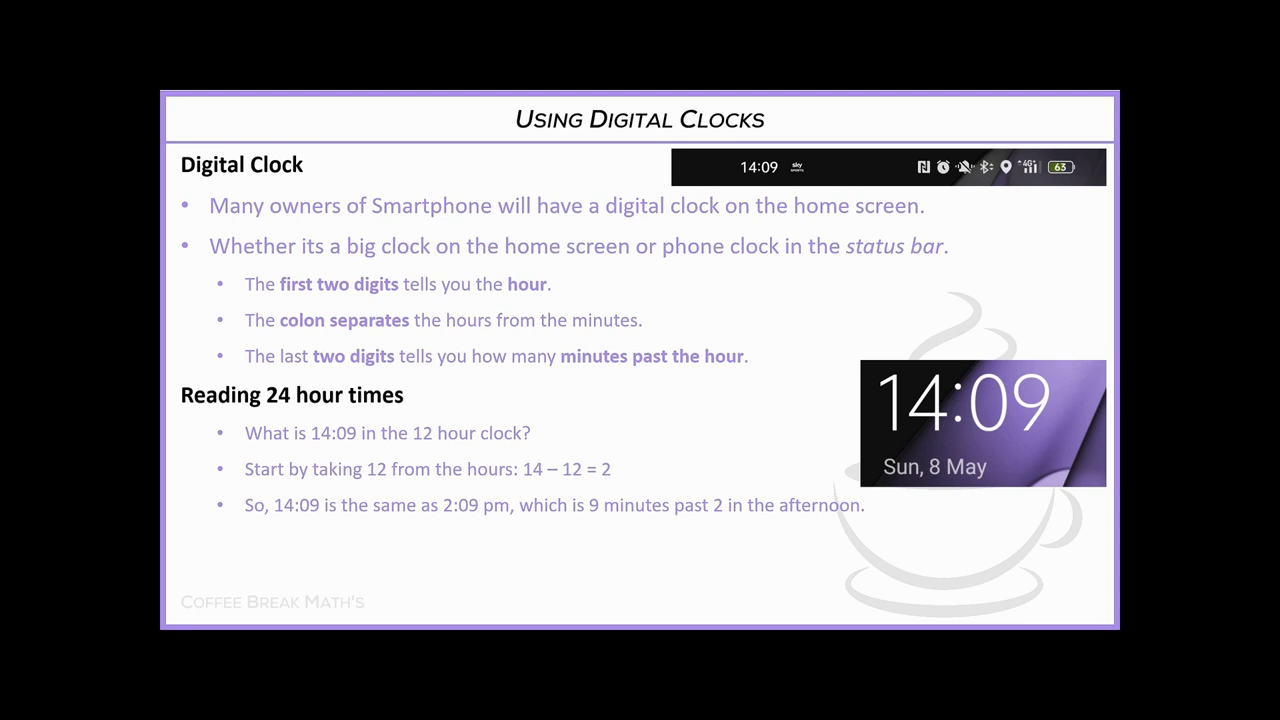 USING DIGITAL CLOCKS
Digital Clock
14:09 sky sports 4G+ 63
• Many owners of Smartphone will have a digital clock on the home screen.
• Whether its a big clock on the home screen or phone clock in the status bar.
• The first two digits tells you the hour.
• The colon separates the hours from the minutes.
• The last two digits tells you how many minutes past the hour.
Reading 24 hour times
14:09
Sun, 8 May
• What is 14:09 in the 12 hour clock?
• Start by taking 12 from the hours: 14 – 12 = 2
• So, 14:09 is the same as 2:09 pm, which is 9 minutes past 2 in the afternoon.
COFFEE BREAK MATH'S